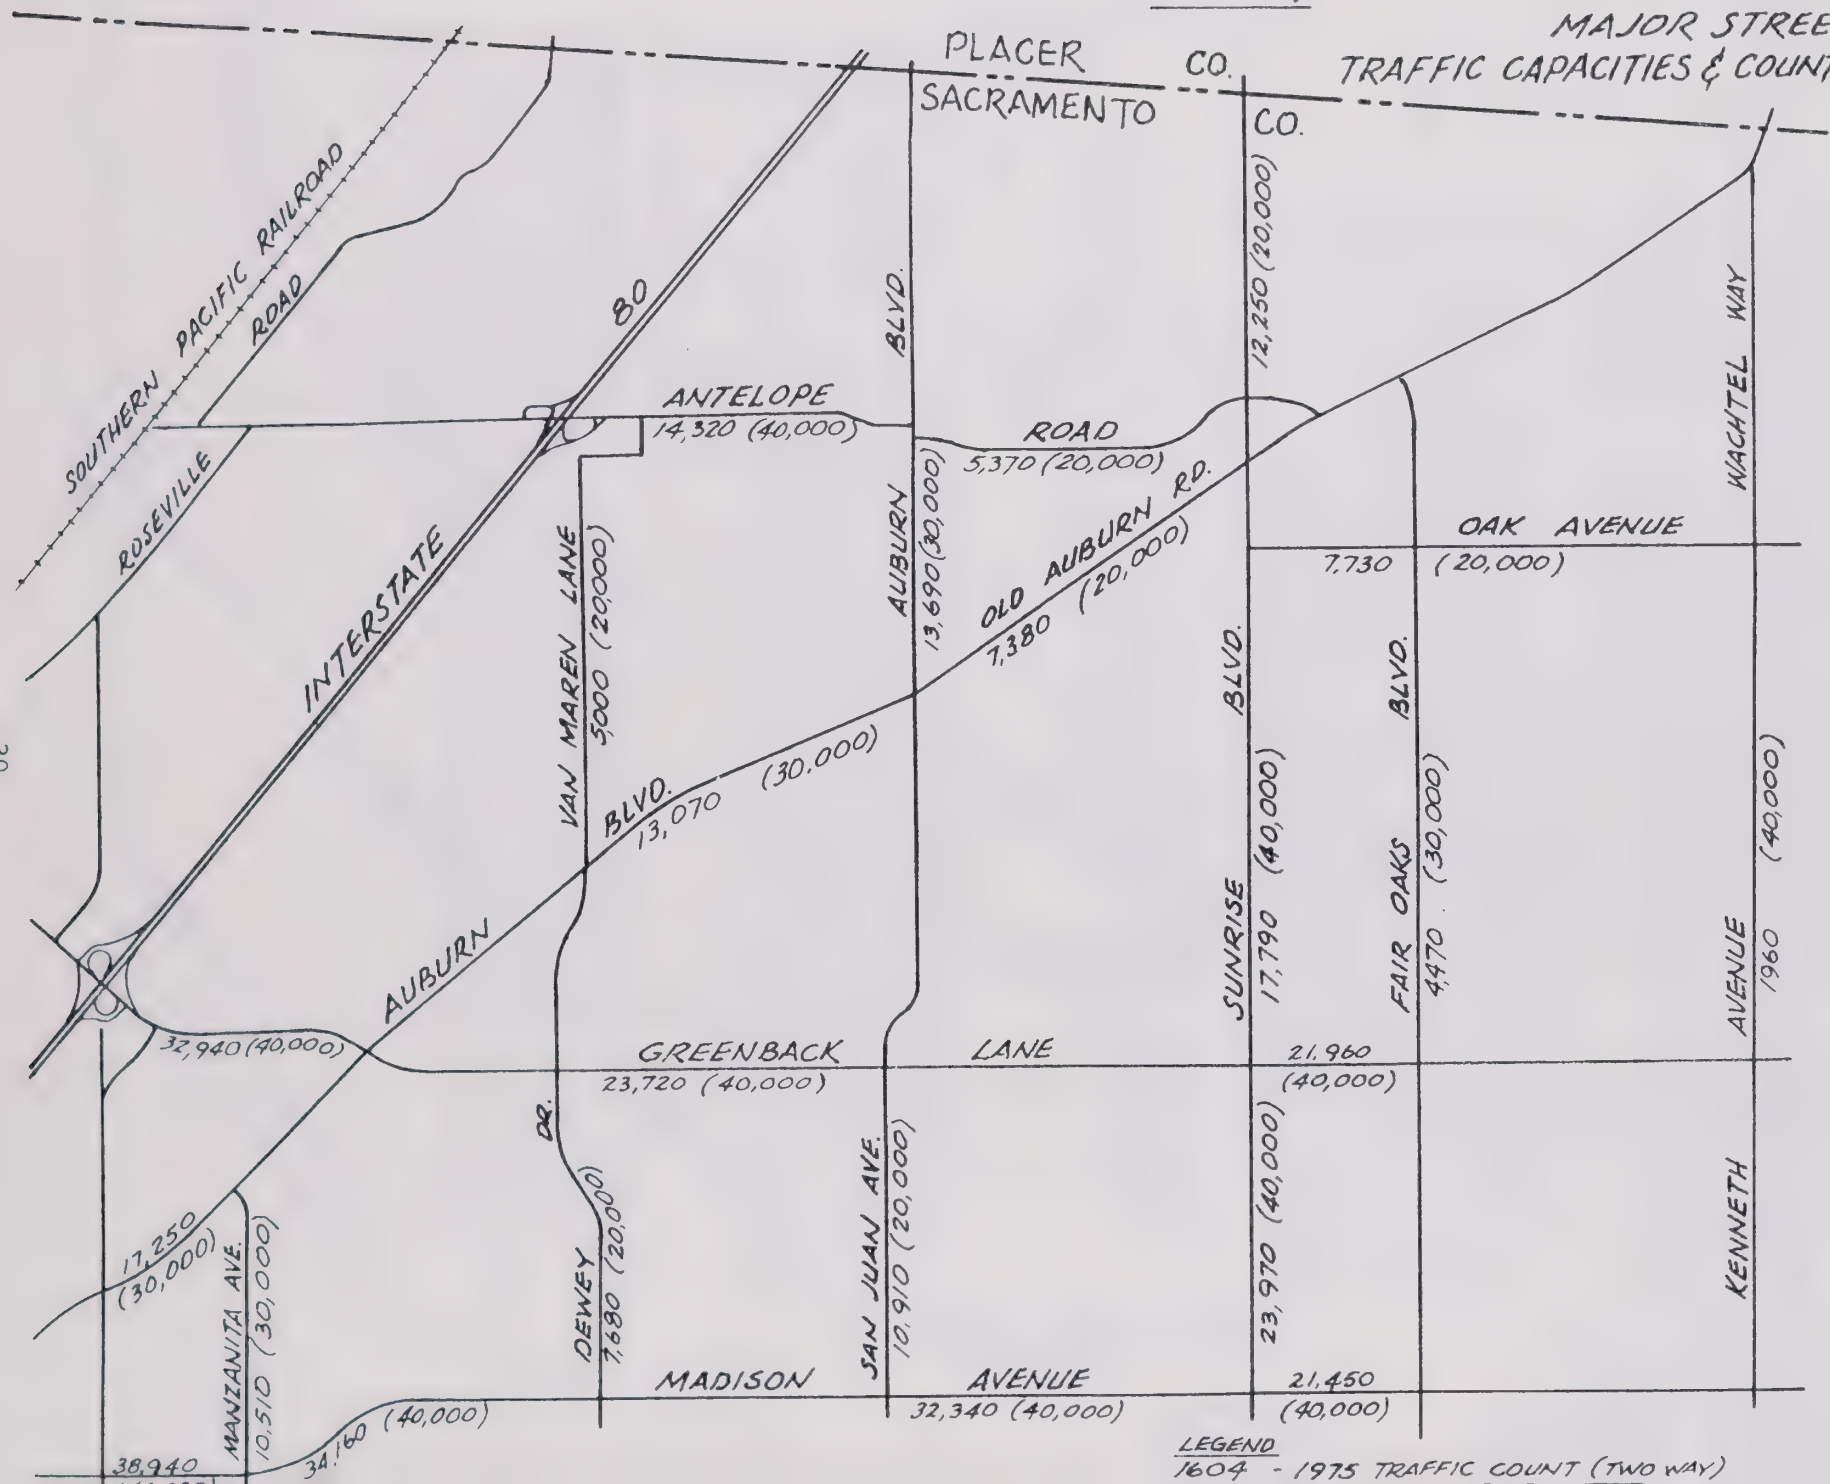 MAJOR STREE
TRAFFIC CAPACITIES & COUNT
PLACER CO.
SACRAMENTO CO.
SOUTHERN PACIFIC RAILROAD
ROAD
ROSEVILLE
INTERSTATE 80
ANTELOPE
14,320 (40,000)
BLVD.
AUBURN
13,690 (30,000)
ROAD
5,370 (20,000)
12,250 (20,000)
OLD AUBURN RD.
7,380 (20,000)
WACHTEL WAY
OAK AVENUE
7,730 (20,000)
VAN MAREN LANE
5,000 (20,000)
BLVD.
13,070 (30,000)
AUBURN
BLVD.
SUNRISE
17,790 (40,000)
BLVD.
FAIR OAKS
4,470 (30,000)
(40,000)
AVENUE
1960
KENNETH
20
32,940 (40,000)
GREENBACK LANE
23,720 (40,000)
21,960
(40,000)
DR.
DEWEY
7,680 (20,000)
SAN JUAN AVE.
10,910 (20,000)
23,970 (40,000)
17,250
(30,000)
MANZANITA AVE.
10,510 (30,000)
MADISON AVENUE
34,160 (40,000)
32,340 (40,000)
21,450
(40,000)
38,940
LEGEND
1604 - 1975 TRAFFIC COUNT (TWO WAY)